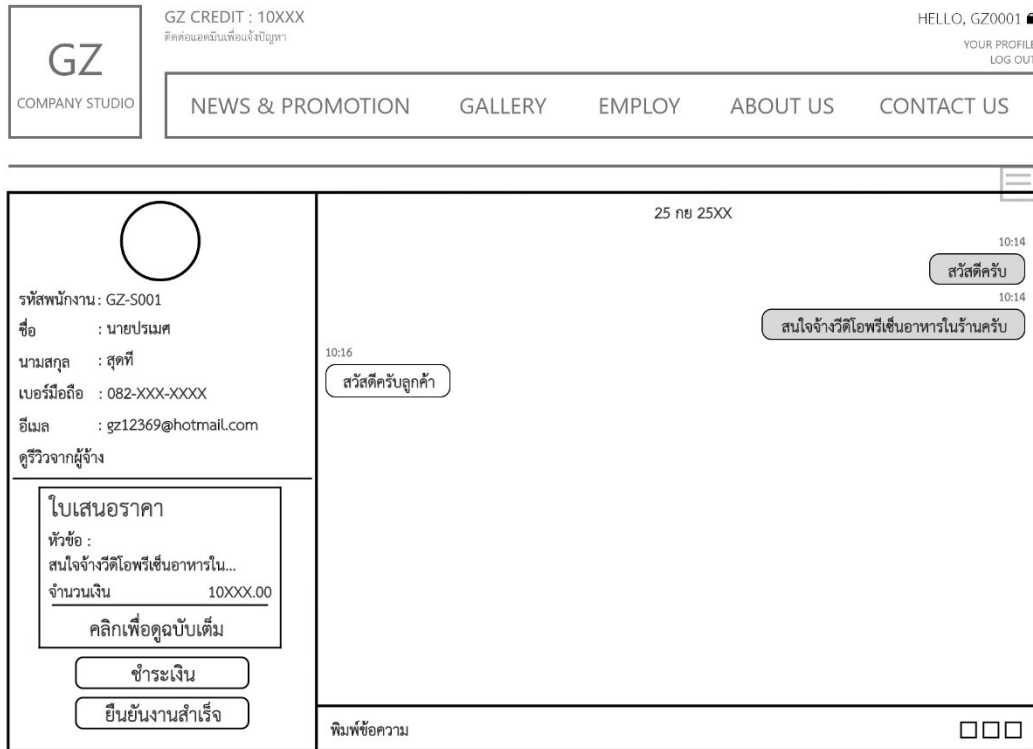 GZ
COMPANY STUDIO
GZ CREDIT : 10XXX
ติดต่อแอดมินเพื่อแจ้งปัญหา
HELLO, GZ0001
YOUR PROFILE
LOG OUT
NEWS & PROMOTION GALLERY EMPLOY ABOUT US CONTACT US
รหัสพนักงาน : GZ-S001
ชื่อ : นายปรเมศ
นามสกุล : สุดที
เบอร์มือถือ : 082-XXX-XXXX
อีเมล : gz12369@hotmail.com
ดูรีวิวจากผู้จ้าง
ใบเสนอราคา
หัวข้อ :
สนใจจ้างวีดิโอพรีเซ็นอาหารใน...
จำนวนเงิน 10XXX.00
คลิกเพื่อดูฉบับเต็ม
ชำระเงิน
ยืนยันงานสำเร็จ
25 กย 25XX
10:14
สวัสดีครับ
10:14
สนใจจ้างวีดิโอพรีเซ็นอาหารในร้านครับ
10:16
สวัสดีครับลูกค้า
พิมพ์ข้อความ